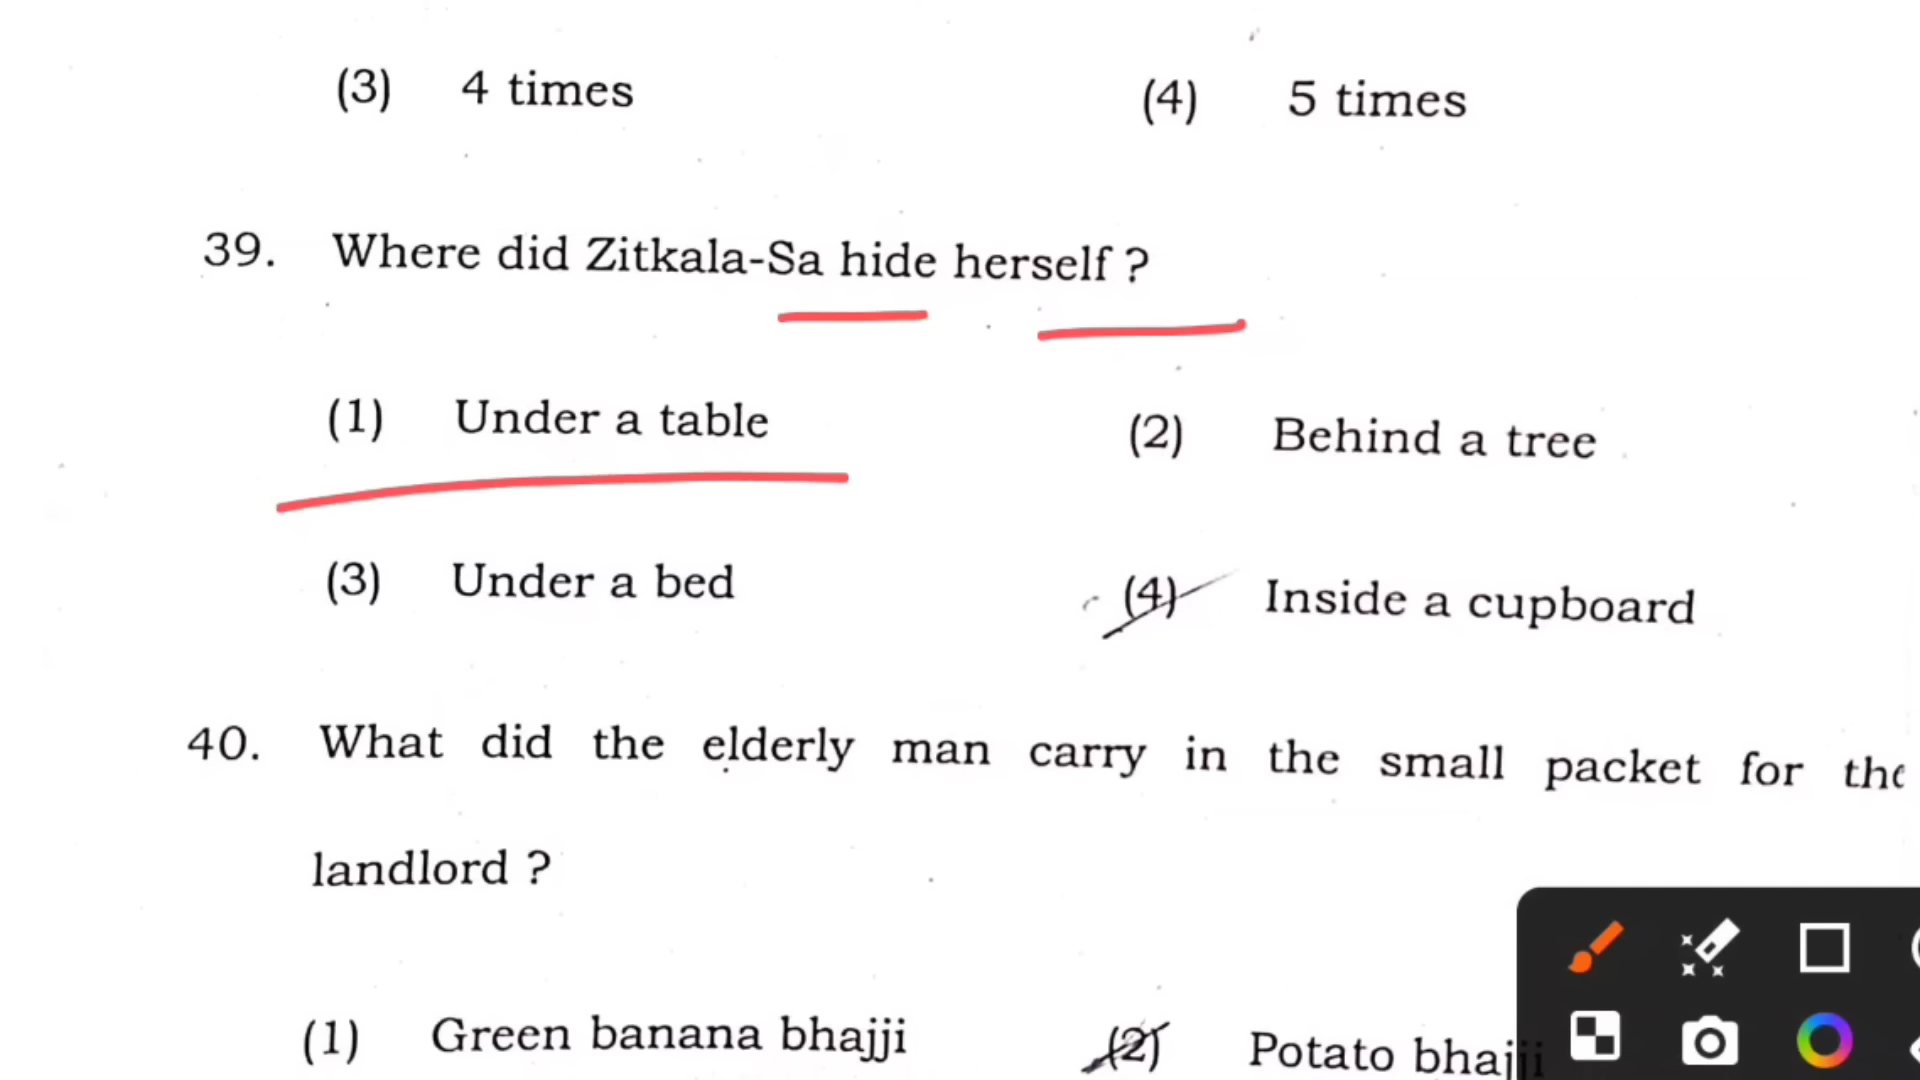 (3) 4 times (4) 5 times
39. Where did Zitkala-Sa hide herself ?
(1) Under a table (2) Behind a tree
(3) Under a bed (4) Inside a cupboard
40. What did the elderly man carry in the small packet for the
landlord ?
(1) Green banana bhajji (2) Potato bhajji